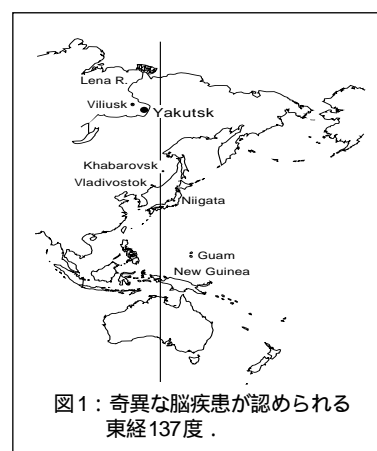 Lena R.
Viliusk
Yakutsk
Khabarovsk
Vladivostok
Niigata
Guam
New Guinea
図1：奇異な脳疾患が認められる
東経137度．